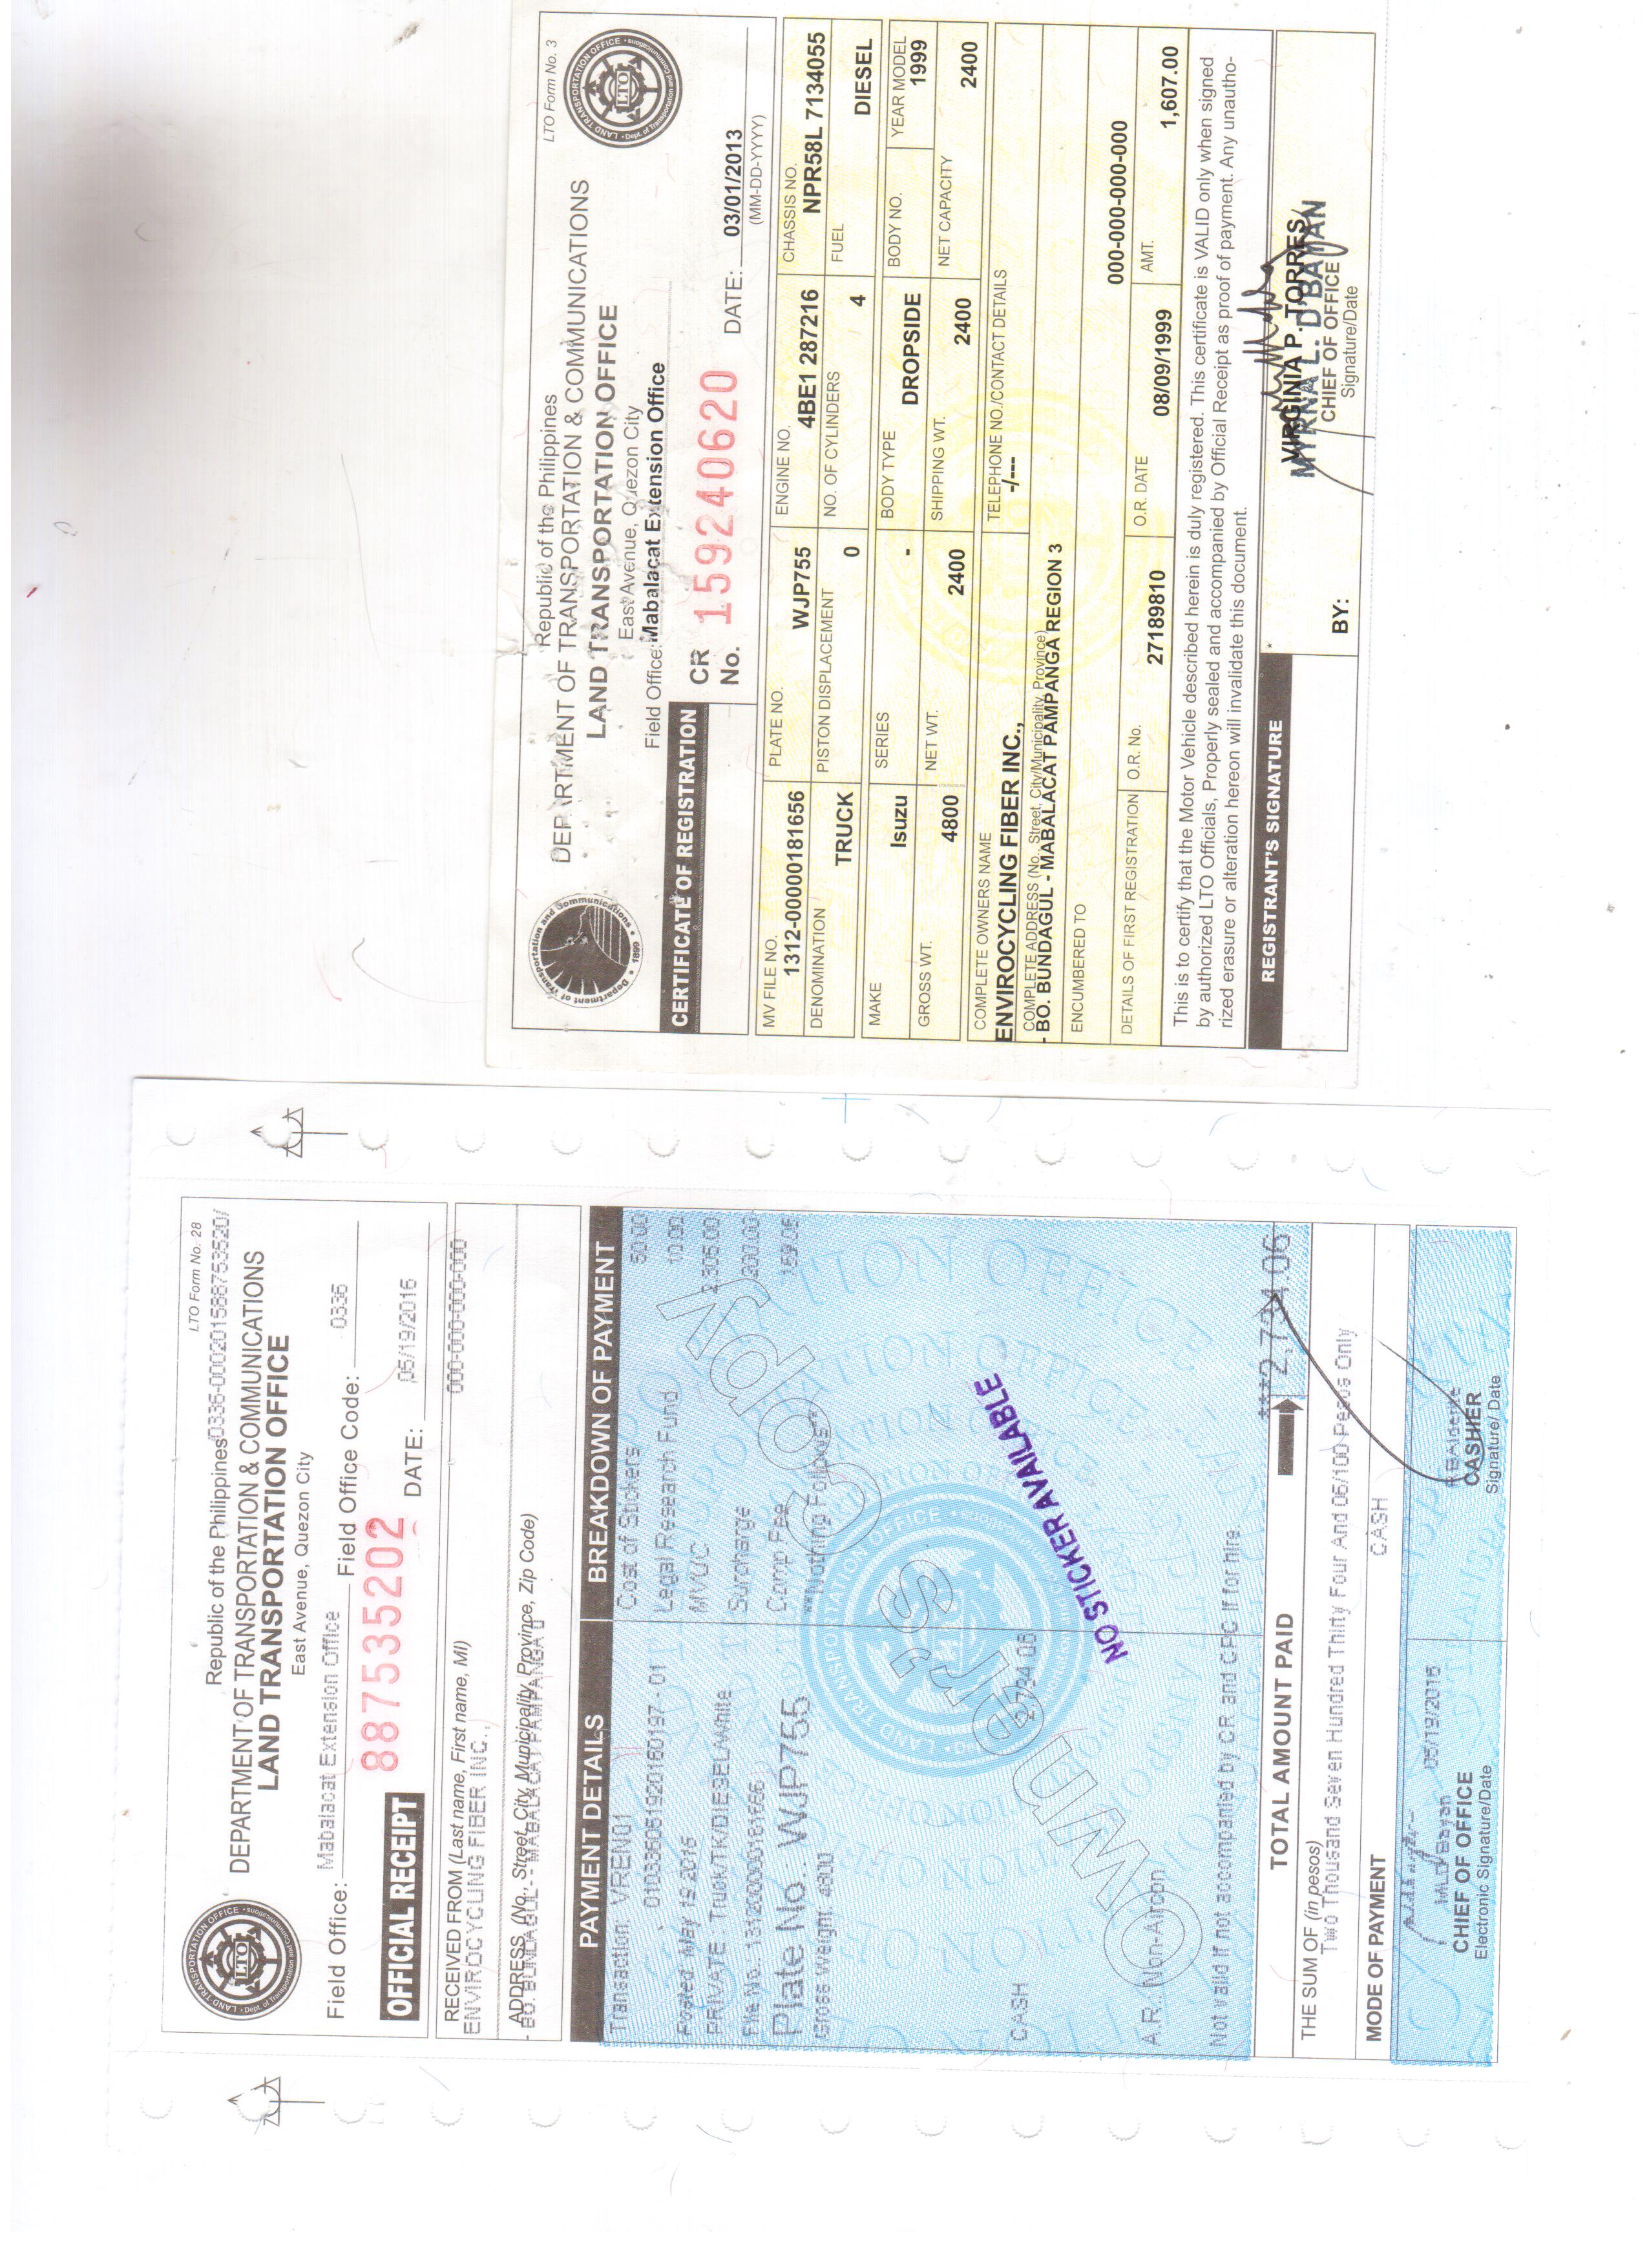 LTO Form No. 28
Republic of the Philippines 0336-000201588753520/
DEPARTMENT OF TRANSPORTATION & COMMUNICATIONS
LAND TRANSPORTATION OFFICE
East Avenue, Quezon City
Field Office: Mabalacat Extension Office Field Office Code: 0336
OFFICIAL RECEIPT 887535202 DATE: 05/19/2016
RECEIVED FROM (Last name, First name, MI) 000-000-000-000
ENVIROCYCLING FIBER INC.,
ADDRESS (No., Street City, Municipality, Province, Zip Code)
- BO. BUNDAGUL - MABALACAT PAMPANGA 0
PAYMENT DETAILS BREAKDOWN OF PAYMENT
Transaction: VREN01 Cost of Stickers 50.00
Legal Research Fund 10.00
Posted May 19 2016 MVUC 2,305.00
PRIVATE Truck/TK/DIESEL/White Surcharge 200.00
File No. 1312-00000181656 Comp Fee 169.06
Plate No.: WJP755 Nothing Follows
Gross Weight 4800
Owner's Copy
CASH 2734.06
NO STICKER AVAILABLE
A.R.: Non-Aircon
Not valid if not accompanied by CR and CPC if for hire.
TOTAL AMOUNT PAID ***2,734.06
THE SUM OF (in pesos)
Two Thousand Seven Hundred Thirty Four And 06/100 Pesos Only
MODE OF PAYMENT CASH
05/19/2016
CHIEF OF OFFICE
Electronic Signature/Date
CASHIER
Signature/ Date
LTO Form No. 3
Republic of the Philippines
DEPARTMENT OF TRANSPORTATION & COMMUNICATIONS
LAND TRANSPORTATION OFFICE
East Avenue, Quezon City
Field Office: Mabalacat Extension Office
CERTIFICATE OF REGISTRATION
CR No. 159240620 DATE: 03/01/2013
(MM-DD-YYYY)
MV FILE NO. PLATE NO. ENGINE NO. CHASSIS NO.
1312-00000181656 WJP755 4BE1 287216 NPR58L 7134055
DENOMINATION PISTON DISPLACEMENT NO. OF CYLINDERS FUEL
TRUCK 0 4 DIESEL
MAKE SERIES BODY TYPE BODY NO. YEAR MODEL
Isuzu - DROPSIDE 1999
GROSS WT. NET WT. SHIPPING WT. NET CAPACITY
4800 2400 2400 2400
COMPLETE OWNERS NAME TELEPHONE NO./CONTACT DETAILS
ENVIROCYCLING FIBER INC., -/---
COMPLETE ADDRESS (No., Street, City/Municipality, Province)
- BO. BUNDAGUL - MABALACAT PAMPANGA REGION 3
ENCUMBERED TO
000-000-000-000
DETAILS OF FIRST REGISTRATION O.R. No. O.R. DATE AMT.
27189810 08/09/1999 1,607.00
This is to certify that the Motor Vehicle described herein is duly registered. This certificate is VALID only when signed
by authorized LTO Officials, Properly sealed and accompanied by Official Receipt as proof of payment. Any unautho-
rized erasure or alteration hereon will invalidate this document.
REGISTRANT'S SIGNATURE
VIRGINIA P. TORRES
MYRNA L. D'BAYAN
BY: CHIEF OF OFFICE
Signature/Date